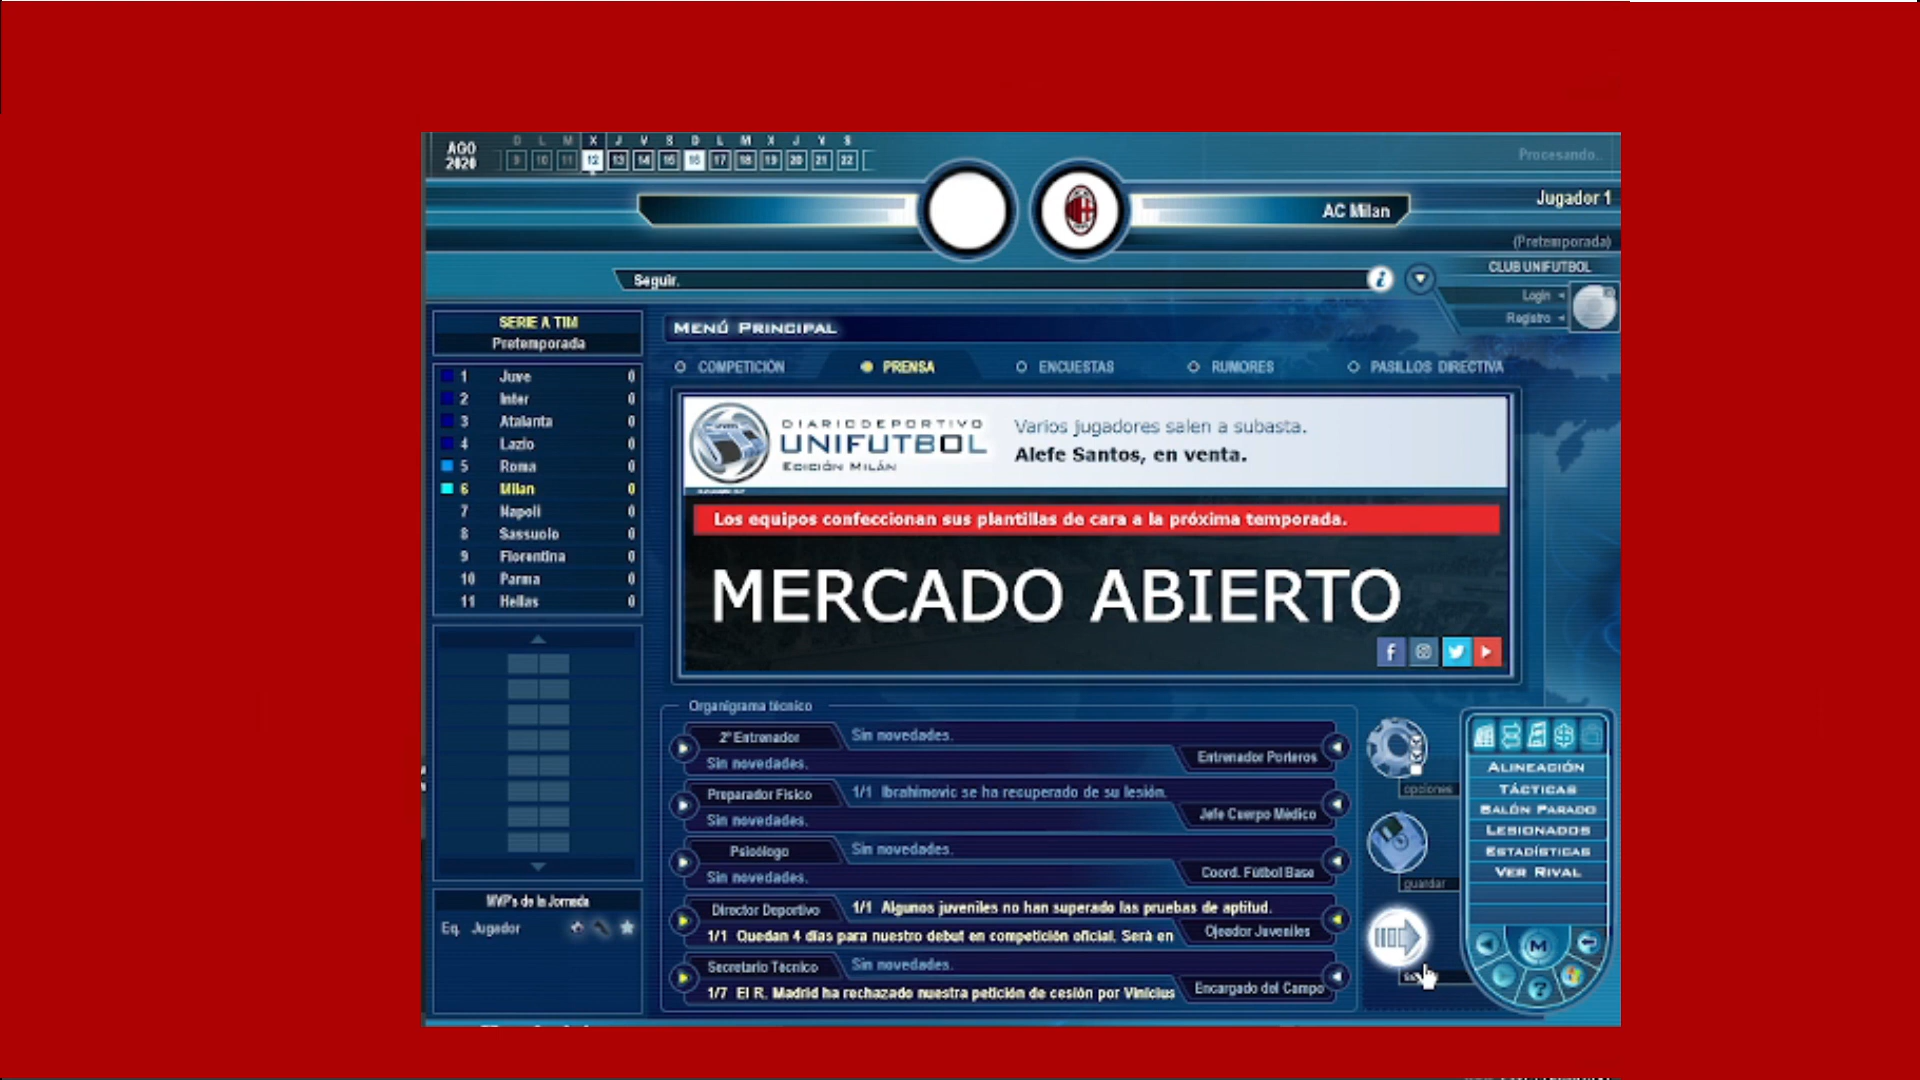 AGO
2020
D L M X J V S D L M X J V S
9 10 11 12 13 14 15 16 17 18 19 20 21 22
Procesando..
Jugador 1
AC Milan
(Pretemporada)
CLUB UNIFUTBOL
Seguir.
Login
Registro
SERIE A TIM
Pretemporada
1 Juve 0
2 Inter 0
3 Atalanta 0
4 Lazio 0
5 Roma 0
6 Milan 0
7 Napoli 0
8 Sassuolo 0
9 Fiorentina 0
10 Parma 0
11 Hellas 0
MVP's de la Jornada
Eq. Jugador
MENÚ PRINCIPAL
COMPETICIÓN PRENSA ENCUESTAS RUMORES PASILLOS DIRECTIVA
DIARIO DEPORTIVO
UNIFUTBOL
EDICIÓN MILÁN
Varios jugadores salen a subasta.
Alefe Santos, en venta.
Los equipos confeccionan sus plantillas de cara a la próxima temporada.
MERCADO ABIERTO
Organigrama técnico
2º Entrenador
Sin novedades.
Sin novedades.
Entrenador Porteros
Preparador Físico
1/1 Ibrahimovic se ha recuperado de su lesión.
Sin novedades.
Jefe Cuerpo Médico
Psicólogo
Sin novedades.
Sin novedades.
Coord. Fútbol Base
Director Deportivo
1/1 Algunos juveniles no han superado las pruebas de aptitud.
1/1 Quedan 4 días para nuestro debut en competición oficial. Será en
Ojeador Juveniles
Secretario Técnico
Sin novedades.
1/7 El R. Madrid ha rechazado nuestra petición de cesión por Vinicius
Encargado del Campo
opciones
guardar
ALINEACIÓN
TÁCTICAS
BALÓN PARADO
LESIONADOS
ESTADÍSTICAS
VER RIVAL
M
?